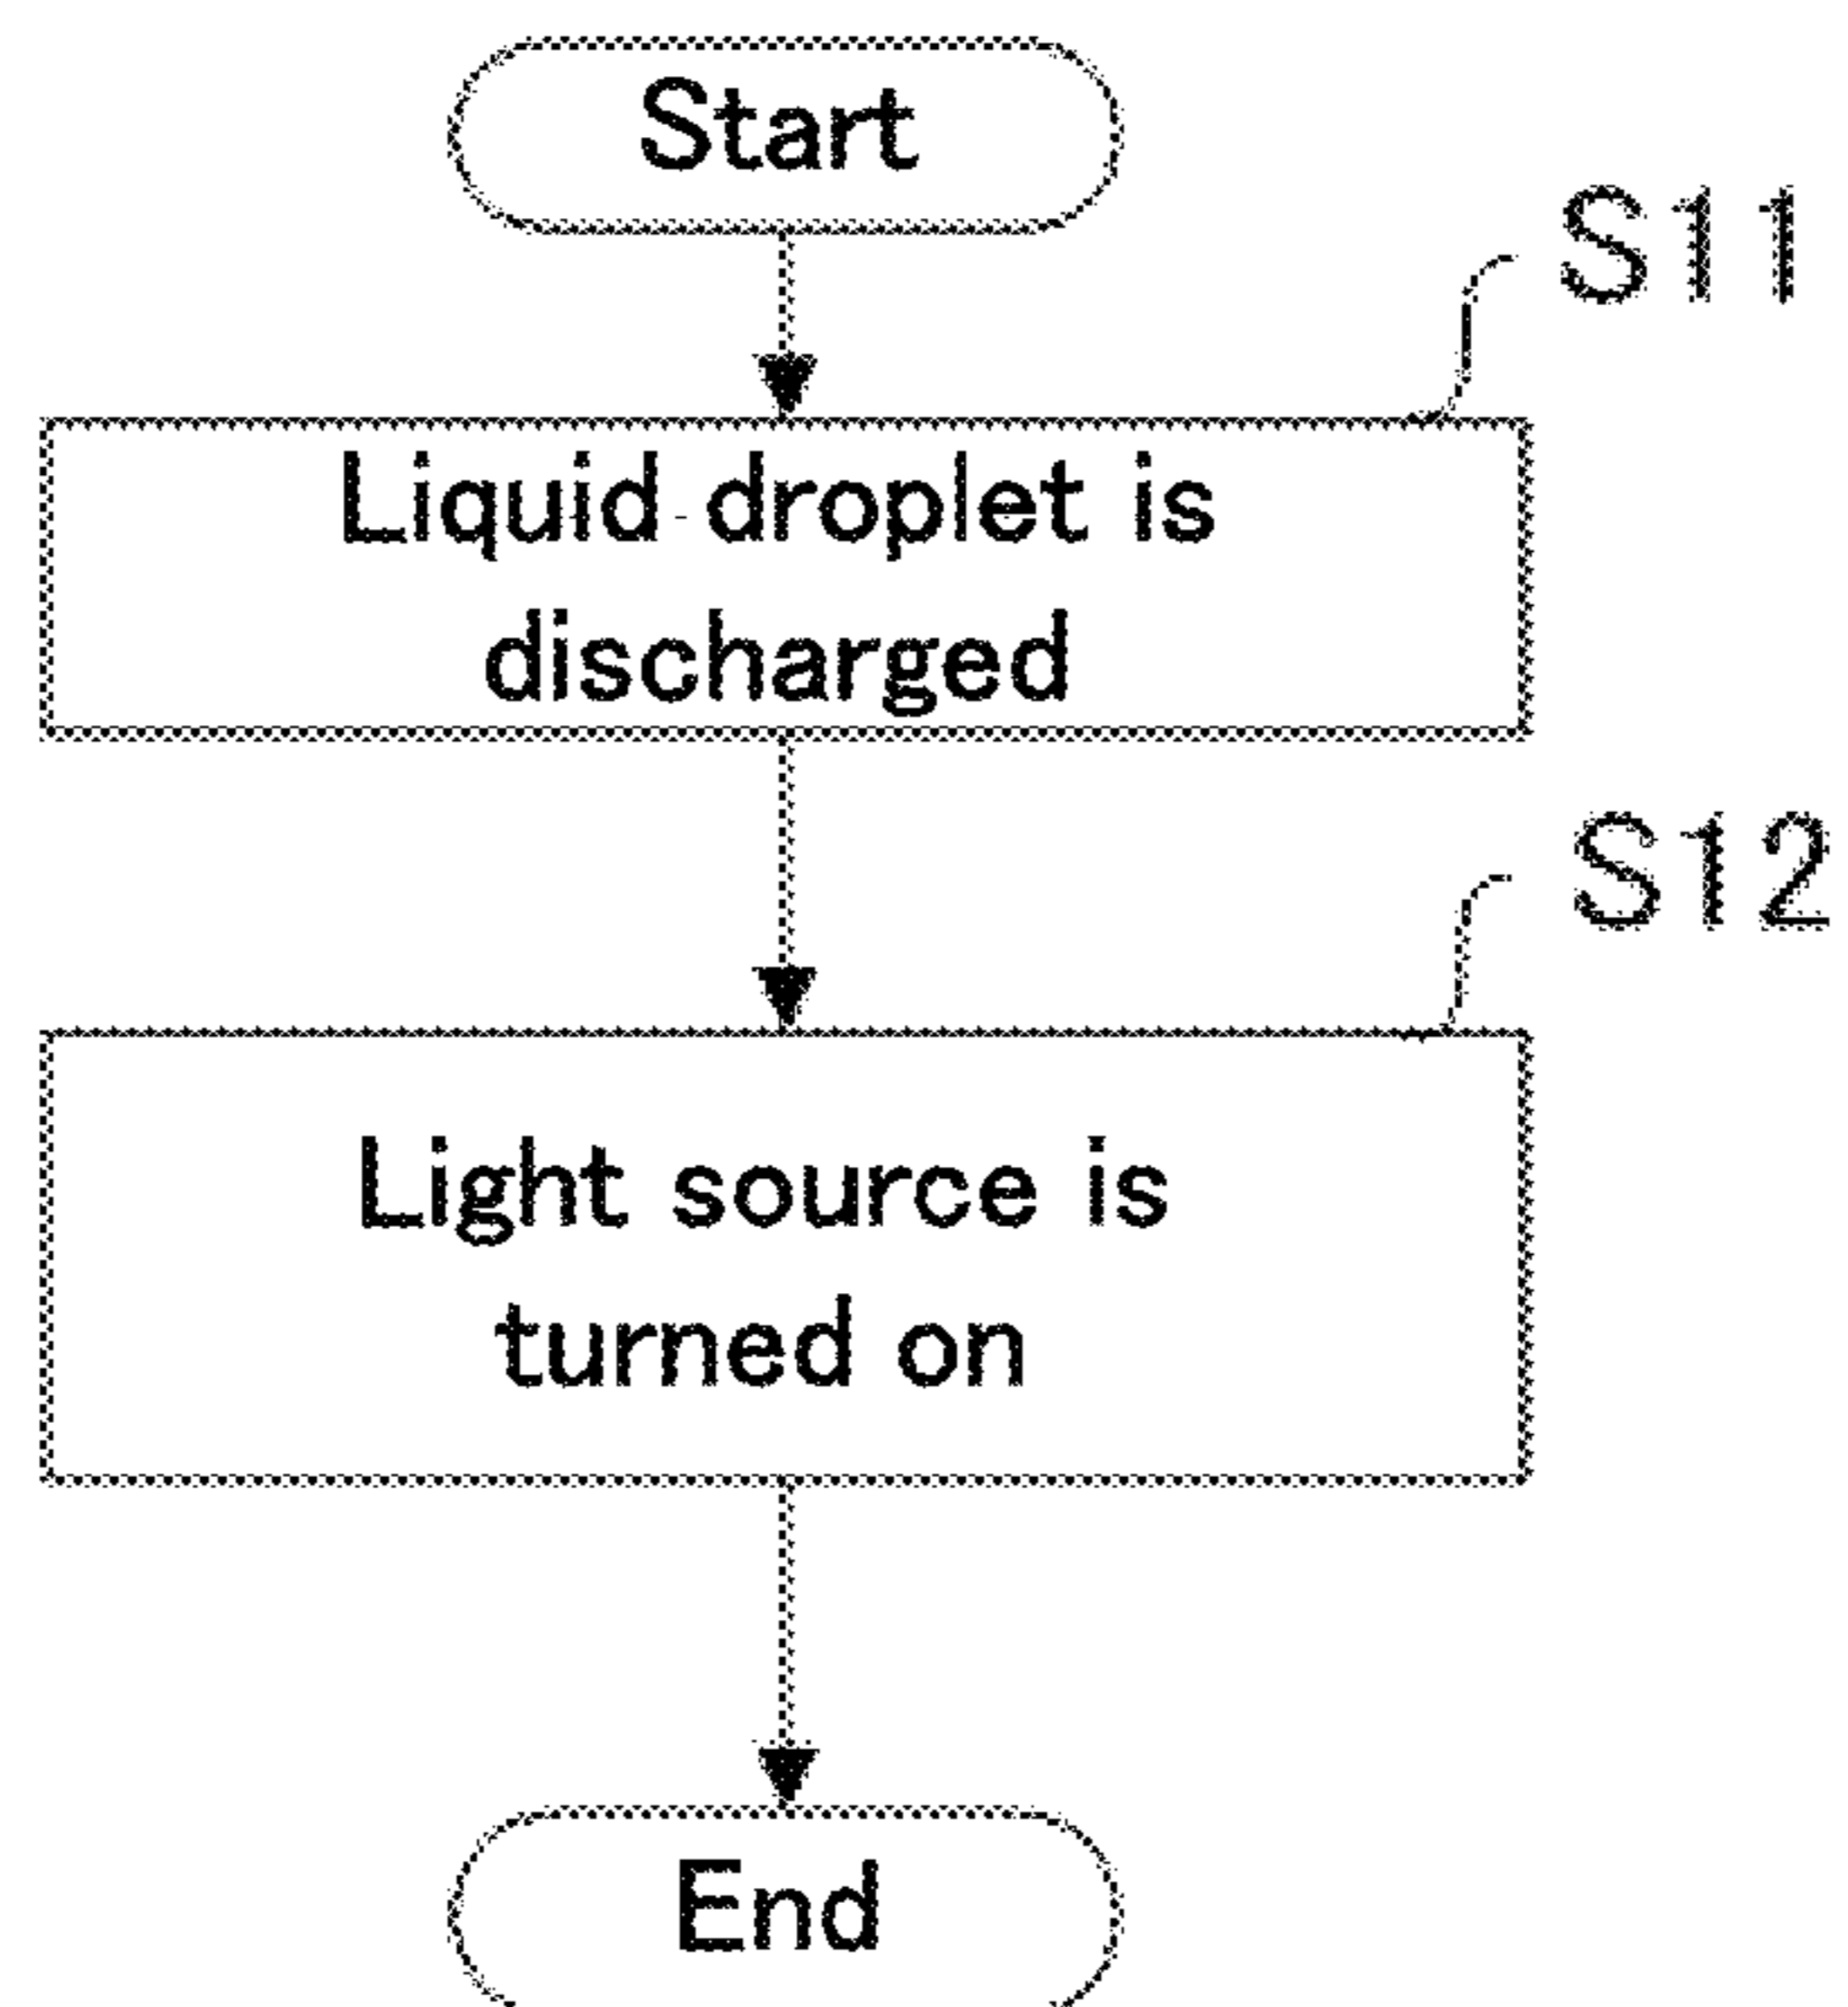 Start
S11
Liquid droplet is
discharged
S12
Light source is
turned on
End